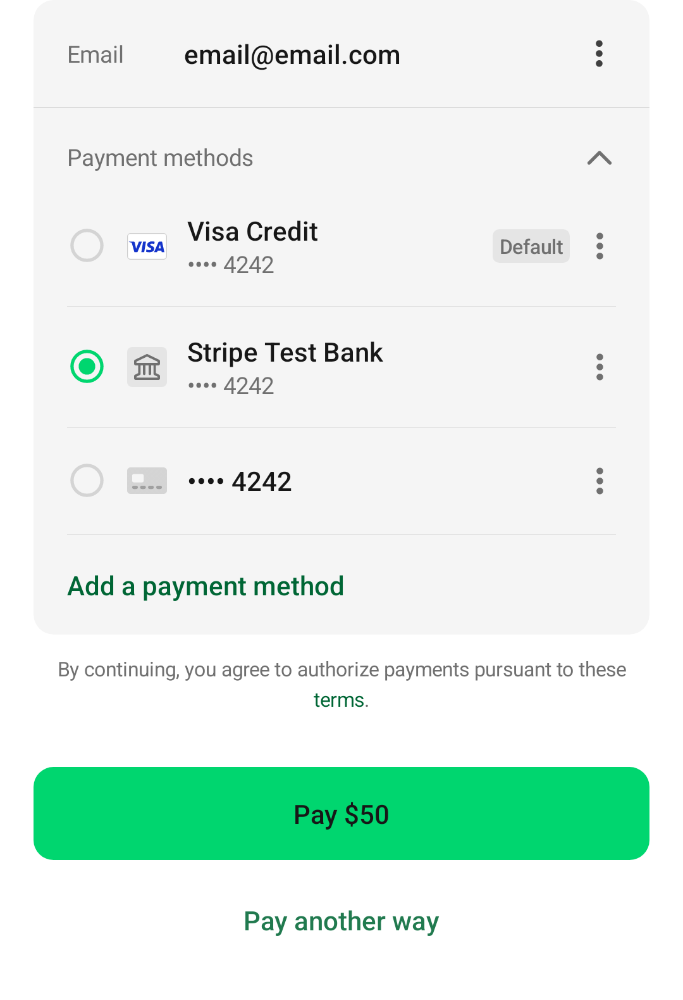 Email email@email.com
Payment methods
VISA Visa Credit Default
•••• 4242
Stripe Test Bank
•••• 4242
•••• 4242
Add a payment method
By continuing, you agree to authorize payments pursuant to these
terms.
Pay $50
Pay another way